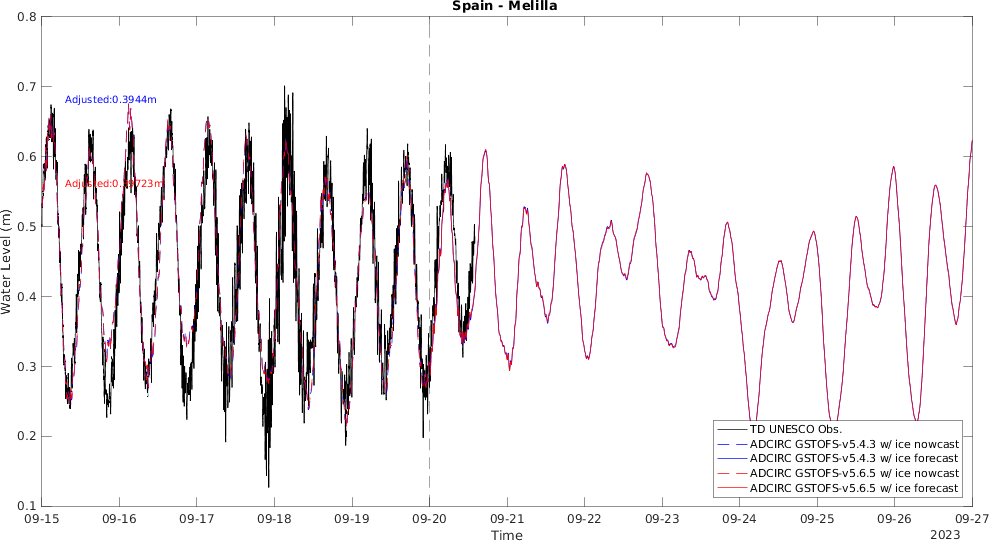 Spain - Melilla
0.8
0.7
0.6
0.5
0.4
0.3
0.2
0.1
Water Level (m)
Adjusted:0.3944m
TD UNESCO Obs.
ADCIRC GSTOFS-v5.4.3 w/ ice nowcast
ADCIRC GSTOFS-v5.4.3 w/ ice forecast
ADCIRC GSTOFS-v5.6.5 w/ ice nowcast
ADCIRC GSTOFS-v5.6.5 w/ ice forecast
09-15 09-16 09-17 09-18 09-19 09-20 09-21 09-22 09-23 09-24 09-25 09-26 09-27
Time
2023